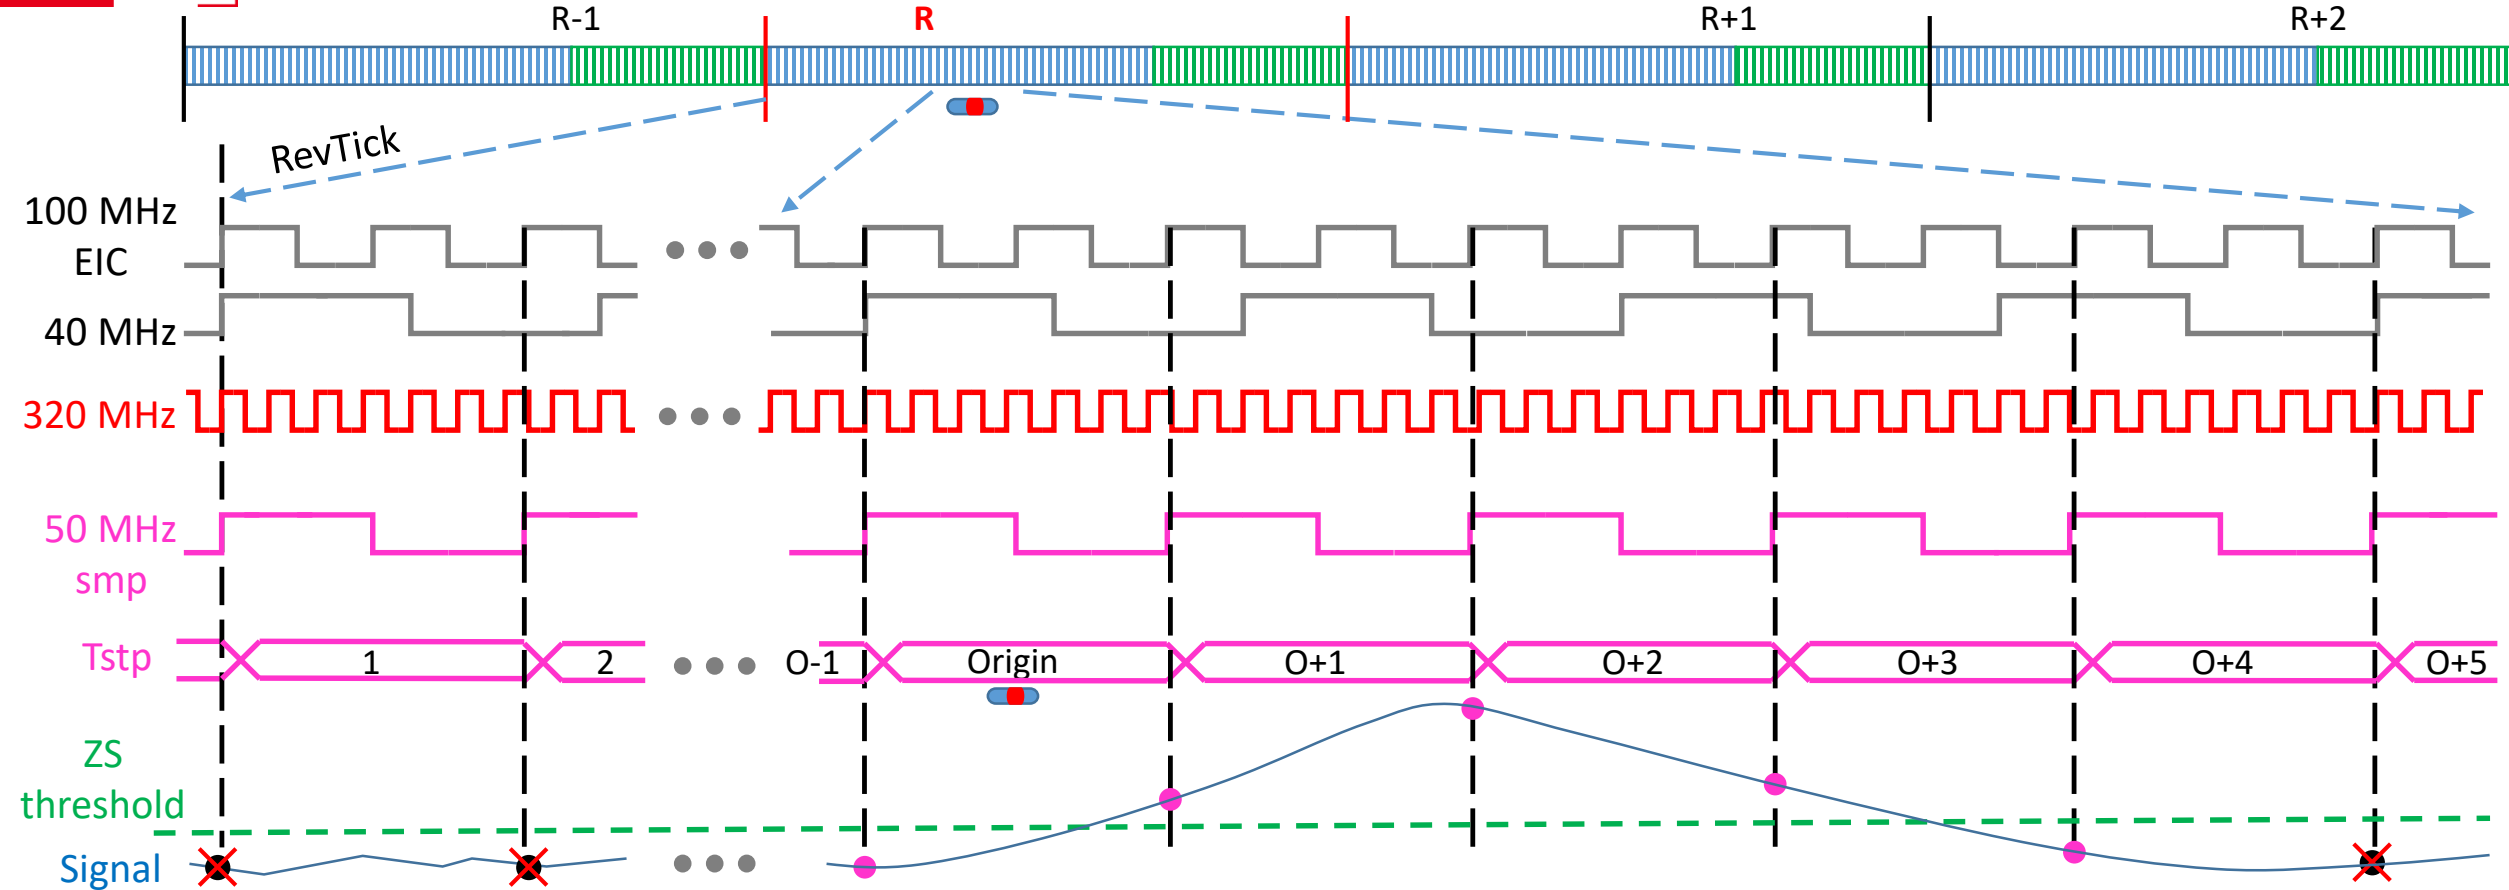 R-1
R
R+1
R+2
RevTick
100 MHz
EIC
40 MHz
320 MHz
50 MHz
smp
Tstp
1
2
O-1
Origin
O+1
O+2
O+3
O+4
O+5
ZS
threshold
Signal